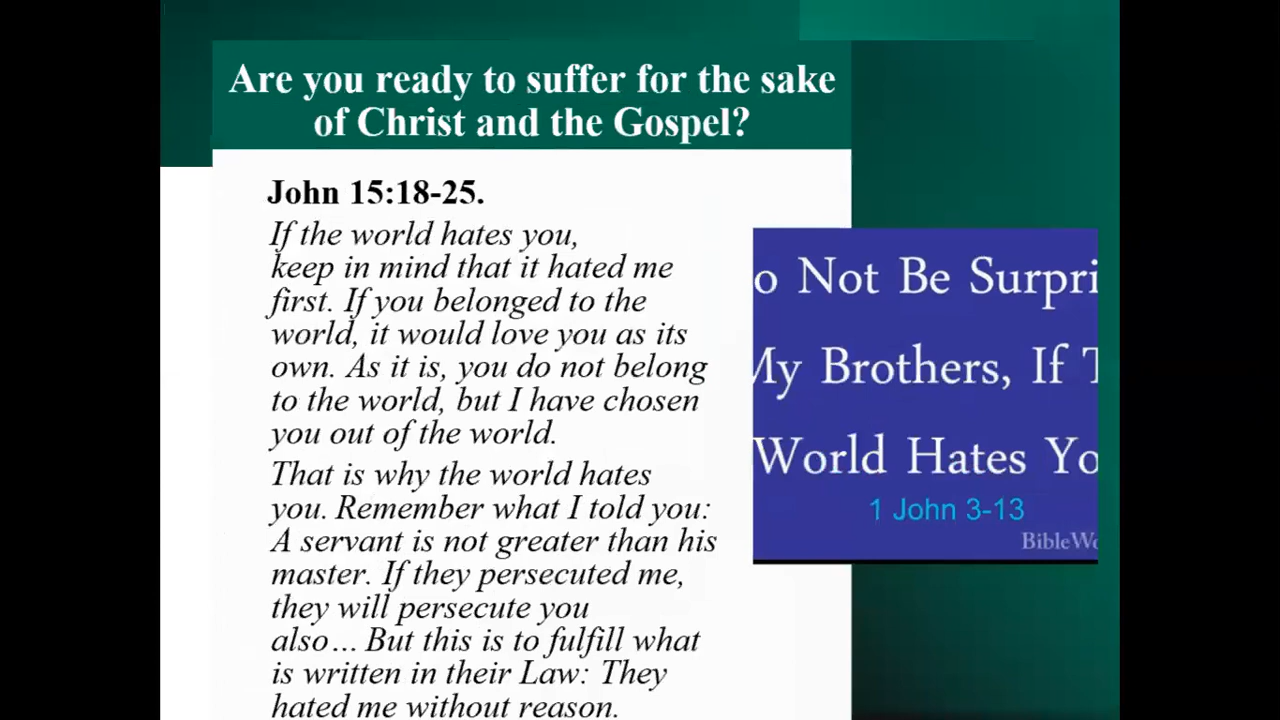 Are you ready to suffer for the sake
of Christ and the Gospel?
John 15:18-25.
If the world hates you,
keep in mind that it hated me
first. If you belonged to the
world, it would love you as its
own. As it is, you do not belong
to the world, but I have chosen
you out of the world.
That is why the world hates
you. Remember what I told you:
A servant is not greater than his
master. If they persecuted me,
they will persecute you
also… But this is to fulfill what
is written in their Law: They
hated me without reason.
o Not Be Surpri
My Brothers, If T
World Hates Yo
1 John 3-13
BibleWo